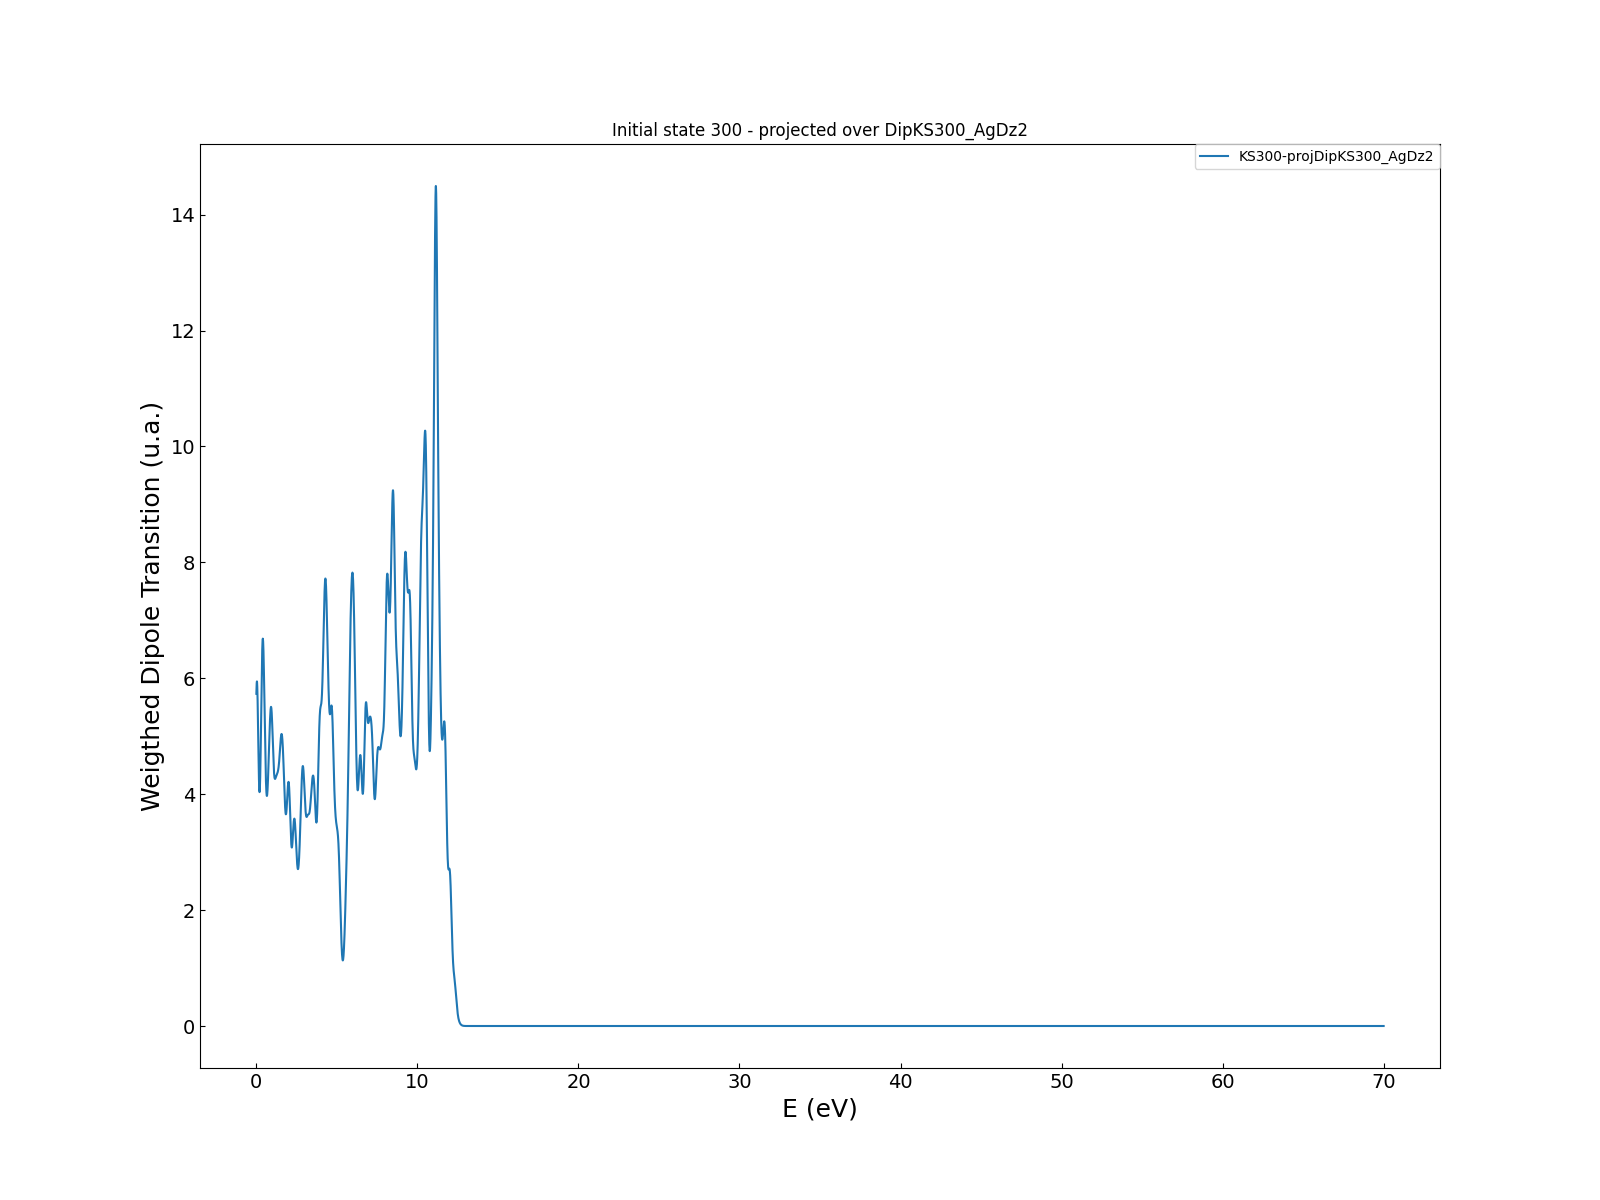 Initial state 300 - projected over DipKS300_AgDz2
KS300-projDipKS300_AgDz2
Weigthed Dipole Transition (u.a.)
14
12
10
8
6
4
2
0
0 10 20 30 40 50 60 70
E (eV)